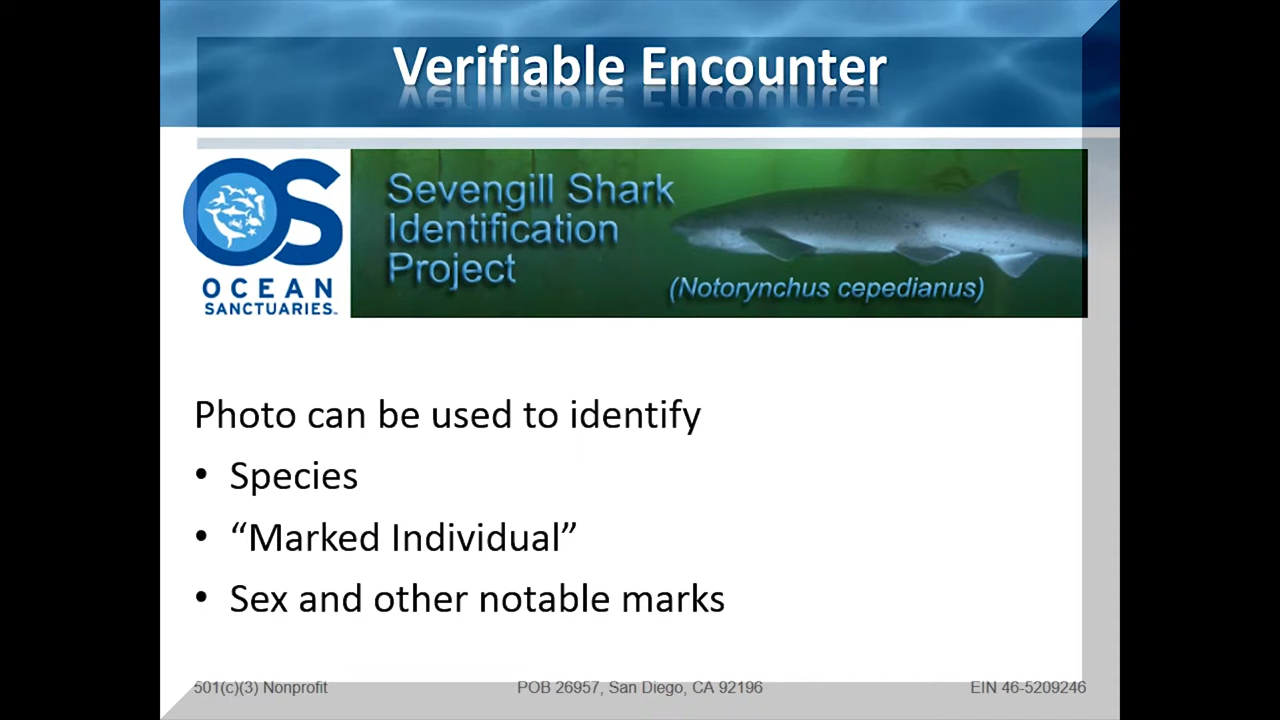 Verifiable Encounter
OCEAN
SANCTUARIES™
Sevengill Shark
Identification
Project
(Notorynchus cepedianus)
Photo can be used to identify
• Species
• “Marked Individual”
• Sex and other notable marks
501(c)(3) Nonprofit
POB 26957, San Diego, CA 92196
EIN 46-5209246